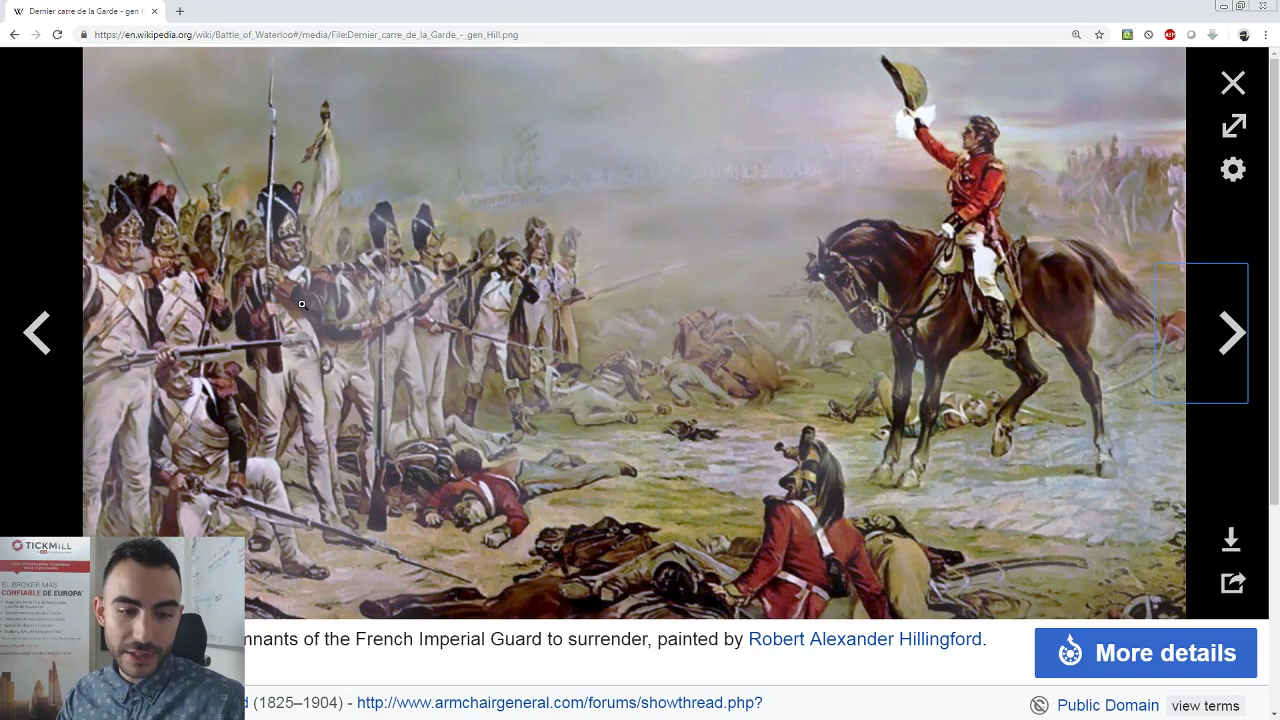 Dernier carre de la Garde - gen H
https://en.wikipedia.org/wiki/Battle_of_Waterloo#/media/File:Dernier_carre_de_la_Garde_-_gen_Hill.png
ABP
nnants of the French Imperial Guard to surrender, painted by Robert Alexander Hillingford.
More details
(1825–1904) - http://www.armchairgeneral.com/forums/showthread.php?
Public Domain
view terms
TICKMILL
EL BROKER MÁS
CONFIABLE DE EUROPA